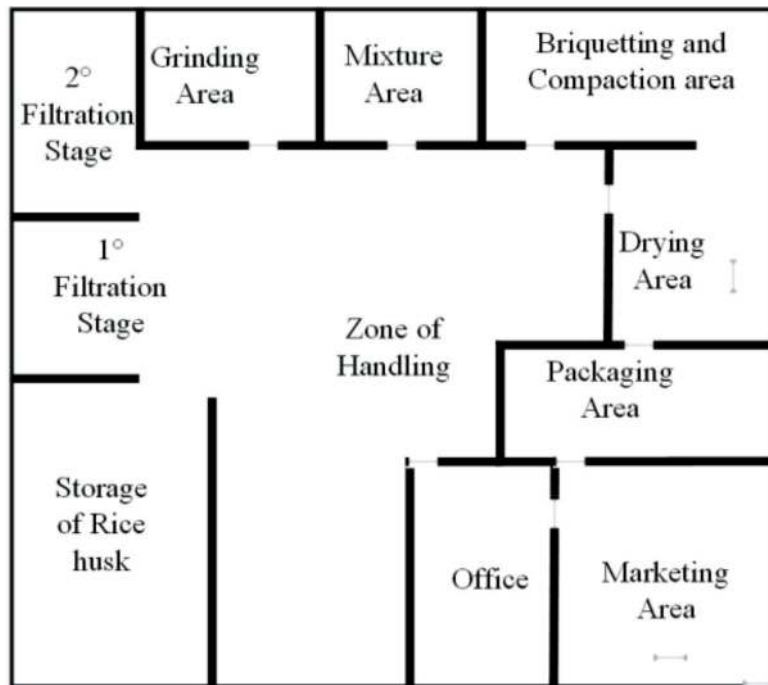 2°
Filtration
Stage
Grinding
Area
Mixture
Area
Briquetting and
Compaction area
1°
Filtration
Stage
Drying
Area
Zone of
Handling
Packaging
Area
Storage
of Rice
husk
Office
Marketing
Area